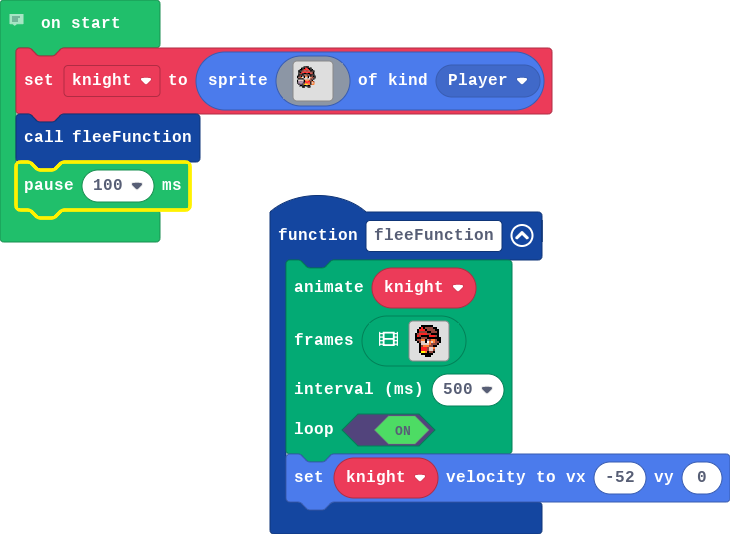 on start
set knight to sprite of kind Player
call fleeFunction
pause 100 ms
function fleeFunction
animate knight
frames
interval (ms) 500
loop ON
set knight velocity to vx -52 vy 0